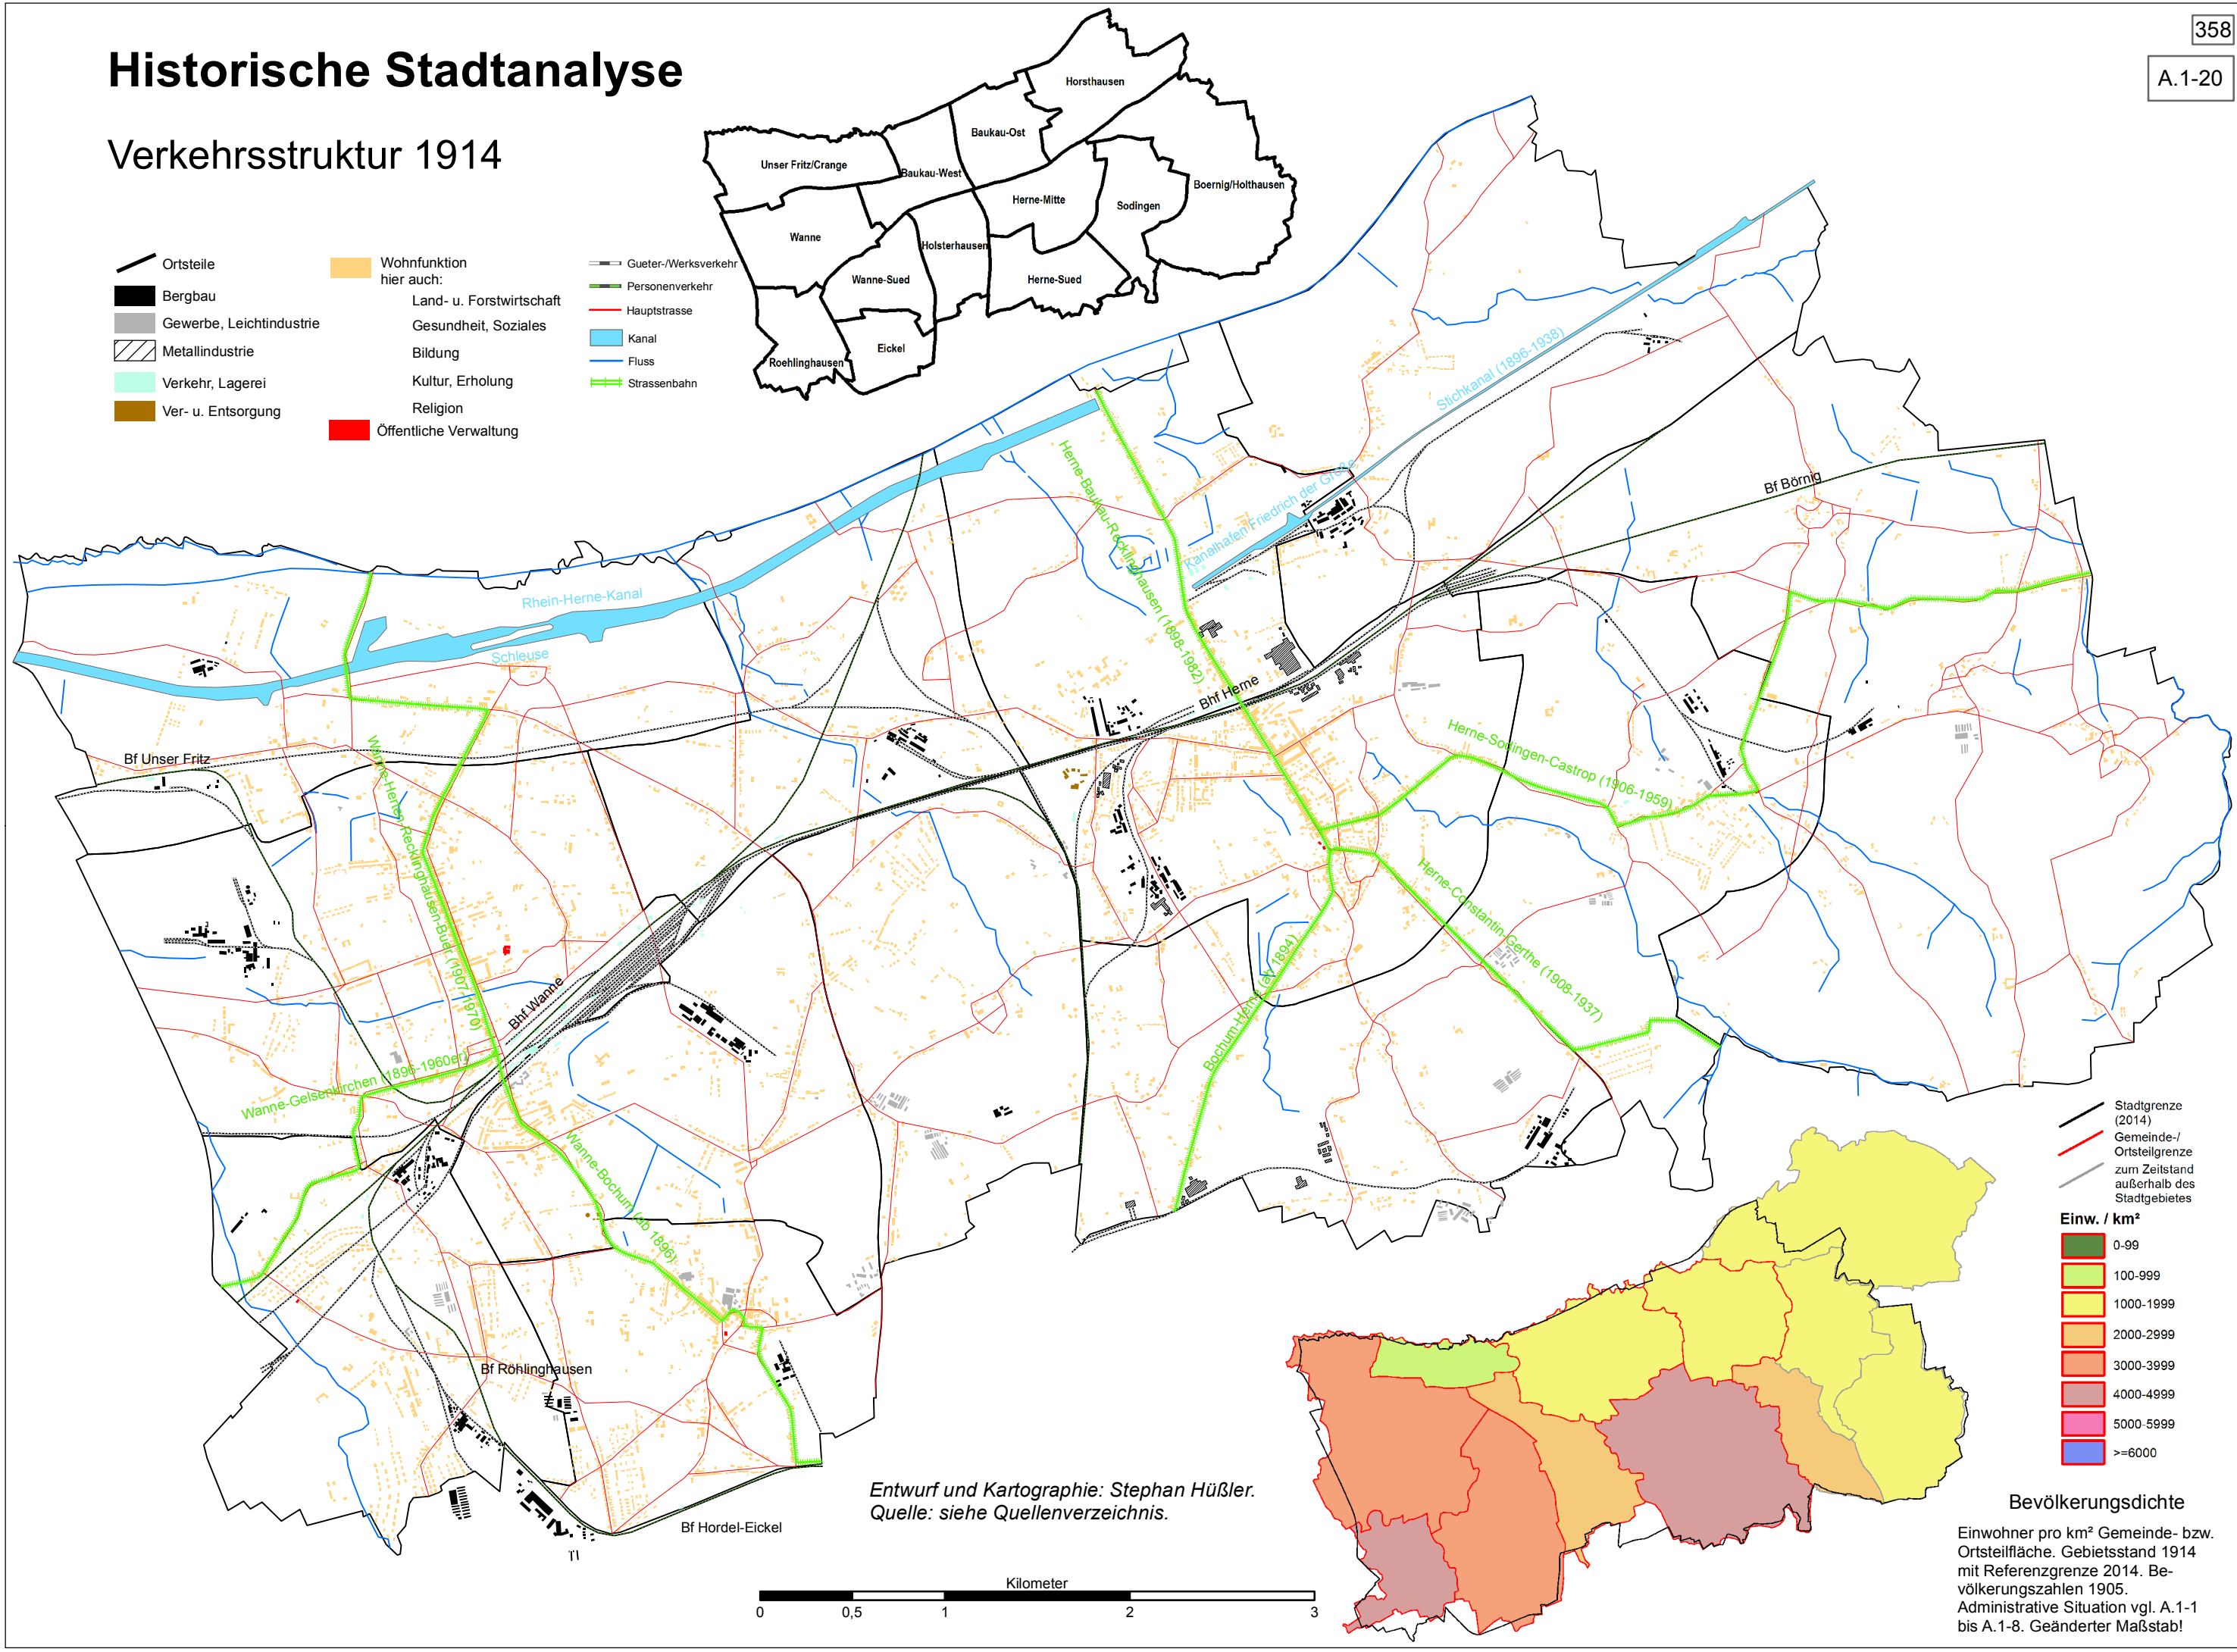 358
A.1-20
Historische Stadtanalyse
Verkehrsstruktur 1914
Ortsteile
Bergbau
Gewerbe, Leichtindustrie
Metallindustrie
Verkehr, Lagerei
Ver- u. Entsorgung
Wohnfunktion
hier auch:
Land- u. Forstwirtschaft
Gesundheit, Soziales
Bildung
Kultur, Erholung
Religion
Öffentliche Verwaltung
Gueter-/Werksverkehr
Personenverkehr
Hauptstrasse
Kanal
Fluss
Strassenbahn
Horsthausen
Baukau-Ost
Unser Fritz/Crange
Baukau-West
Boernig/Holthausen
Herne-Mitte
Sodingen
Wanne
Holsterhausen
Wanne-Sued
Herne-Sued
Eickel
Roehlinghausen
Stichkanal (1896-1938)
Kanalhafen Friedrich der Große
Bf Börnig
Herne-Baukau-Recklinghausen (1898-1982)
Rhein-Herne-Kanal
Schleuse
Bhf Herne
Bf Unser Fritz
Wanne-Herten-Recklinghausen-Buer (1907-1970)
Herne-Sodingen-Castrop (1906-1959)
Herne-Constantin-Gerthe (1908-1937)
Bochum-Herne (ab 1894)
Bhf Wanne
Wanne-Gelsenkirchen (1896-1960er)
Wanne-Bochum (ab 1896)
Bf Röhlinghausen
Bf Hordel-Eickel
Entwurf und Kartographie: Stephan Hüßler.
Quelle: siehe Quellenverzeichnis.
Kilometer
0 0,5 1 2 3
Stadtgrenze
(2014)
Gemeinde-/
Ortsteilgrenze
zum Zeitstand
außerhalb des
Stadtgebietes
Einw. / km²
0-99
100-999
1000-1999
2000-2999
3000-3999
4000-4999
5000-5999
>=6000
Bevölkerungsdichte
Einwohner pro km² Gemeinde- bzw.
Ortsteilfläche. Gebietsstand 1914
mit Referenzgrenze 2014. Be-
völkerungszahlen 1905.
Administrative Situation vgl. A.1-1
bis A.1-8. Geänderter Maßstab!